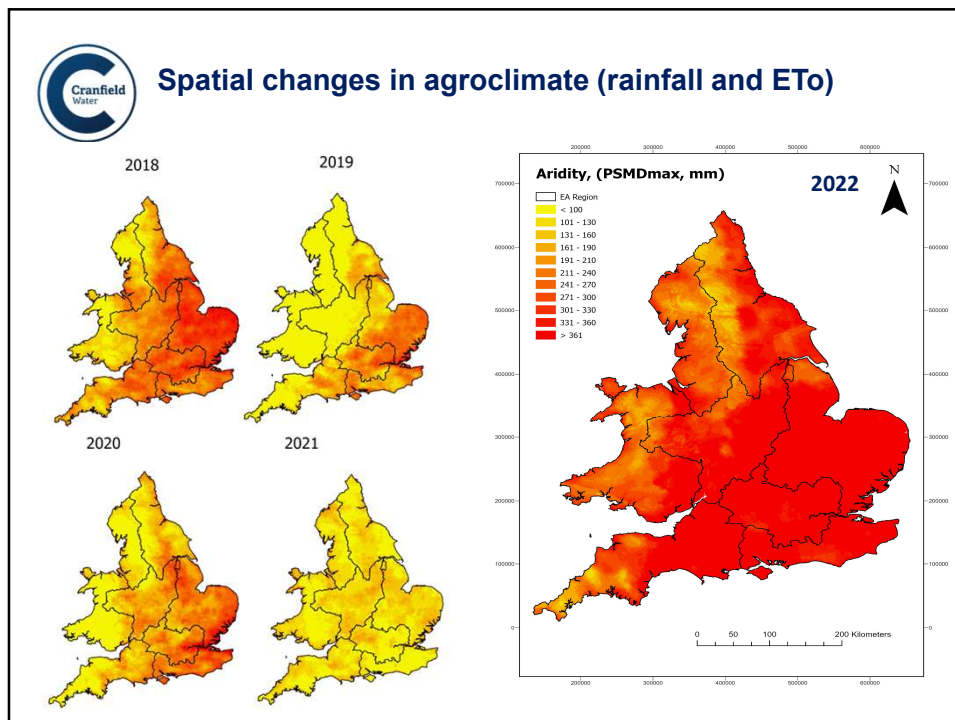 Cranfield
Water
Spatial changes in agroclimate (rainfall and ETo)
2018
2019
2020
2021
100000 200000 300000 400000 500000 600000
Aridity, (PSMDmax, mm)
2022
N
EA Region
< 100
101 - 130
131 - 160
161 - 190
191 - 210
211 - 240
241 - 270
271 - 300
301 - 330
331 - 360
> 361
700000 700000
600000 600000
500000 500000
400000 400000
300000 300000
200000 200000
100000 100000
0 0
0 50 100 200 Kilometers
200000 300000 400000 500000 600000